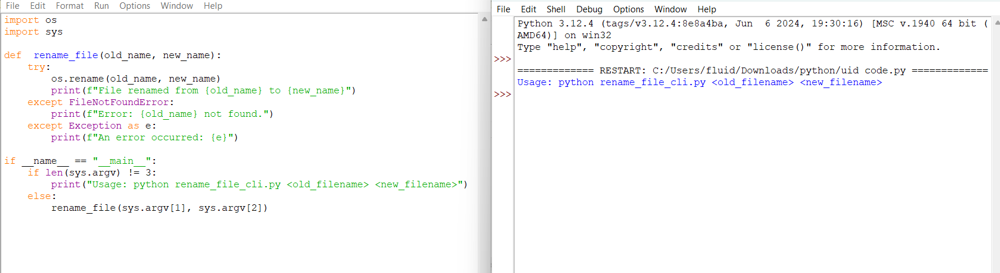 File Edit Format Run Options Window Help
import os
import sys
def  rename_file(old_name, new_name):
    try:
        os.rename(old_name, new_name)
        print(f"File renamed from {old_name} to {new_name}")
    except FileNotFoundError:
        print(f"Error: {old_name} not found.")
    except Exception as e:
        print(f"An error occurred: {e}")
if __name__ == "__main__":
    if len(sys.argv) != 3:
        print("Usage: python rename_file_cli.py <old_filename> <new_filename>")
    else:
        rename_file(sys.argv[1], sys.argv[2])
File Edit Shell Debug Options Window Help
Python 3.12.4 (tags/v3.12.4:8e8a4ba, Jun  6 2024, 19:30:16) [MSC v.1940 64 bit (
AMD64)] on win32
Type "help", "copyright", "credits" or "license()" for more information.
>>>
============= RESTART: C:/Users/fluid/Downloads/python/uid code.py =============
Usage: python rename_file_cli.py <old_filename> <new_filename>
>>>